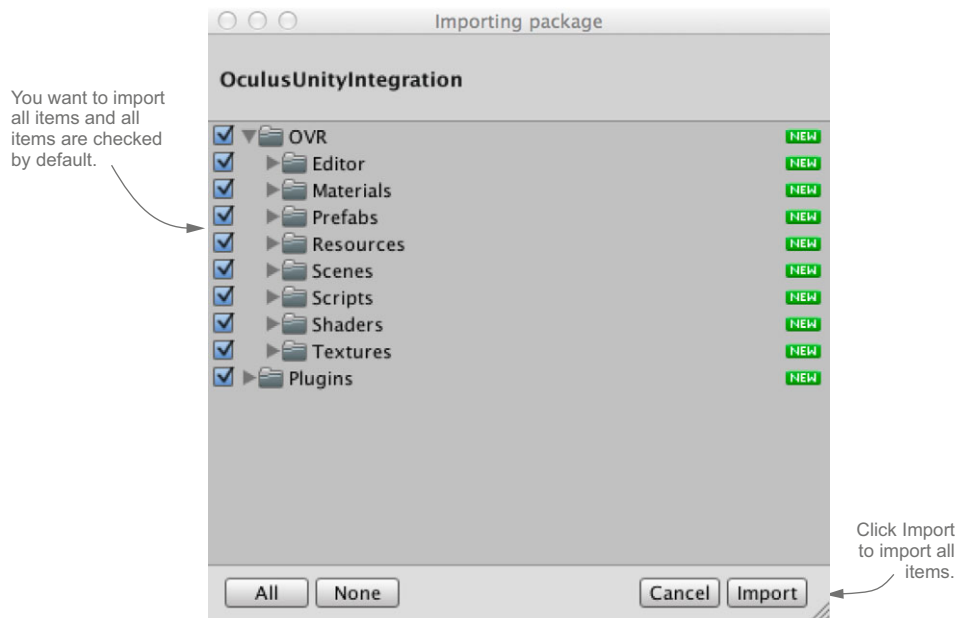 Importing package
OculusUnityIntegration
You want to import
all items and all
items are checked
by default.
OVR NEW
Editor NEW
Materials NEW
Prefabs NEW
Resources NEW
Scenes NEW
Scripts NEW
Shaders NEW
Textures NEW
Plugins NEW
Click Import
to import all
items.
All None Cancel Import